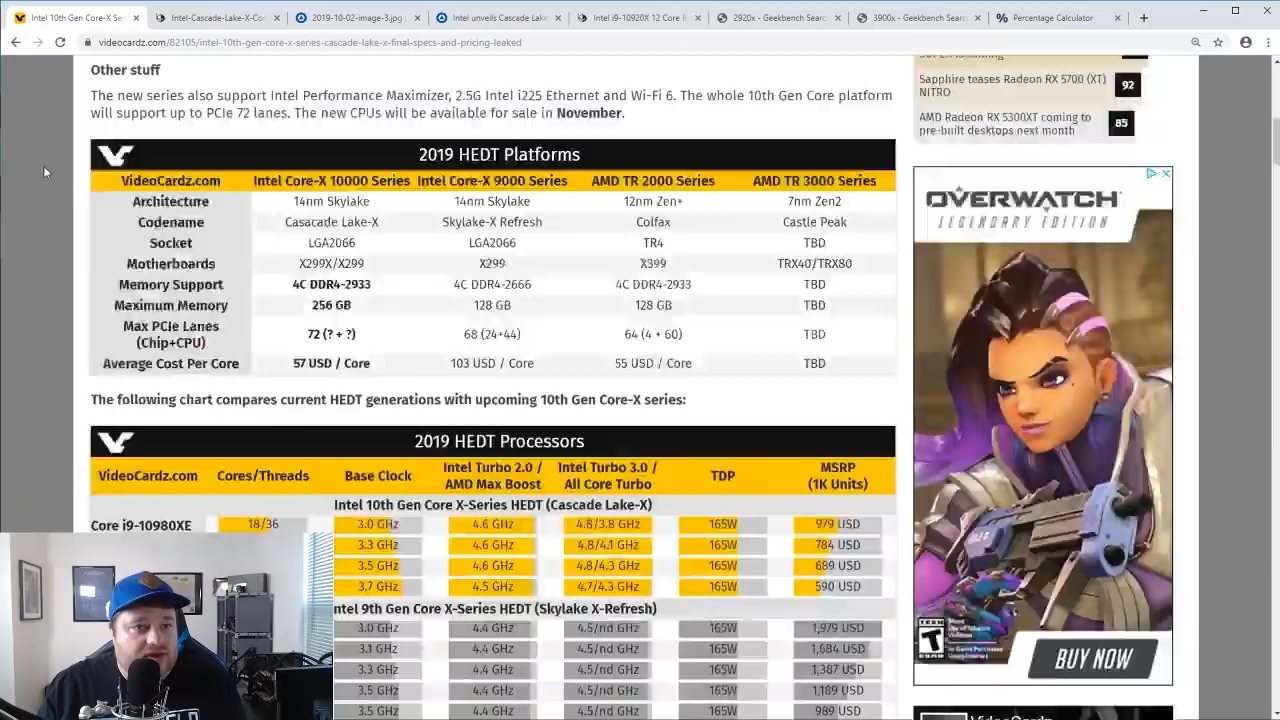 Intel 10th Gen Core-X Se
Intel-Cascade-Lake-X-Co
2019-10-02-image-3.jpg
Intel unveils Cascade Lake
Intel i9-10920X 12 Core
2920x - Geekbench Search
3900x - Geekbench Search
Percentage Calculator
videocardz.com/82105/intel-10th-gen-core-x-series-cascade-lake-x-final-specs-and-pricing-leaked
Other stuff
The new series also support Intel Performance Maximizer, 2.5G Intel i225 Ethernet and Wi-Fi 6. The whole 10th Gen Core platform
will support up to PCIe 72 lanes. The new CPUs will be available for sale in November.
2019 HEDT Platforms
VideoCardz.com Intel Core-X 10000 Series Intel Core-X 9000 Series AMD TR 2000 Series AMD TR 3000 Series
Architecture 14nm Skylake 14nm Skylake 12nm Zen+ 7nm Zen2
Codename Casacade Lake-X Skylake-X Refresh Colfax Castle Peak
Socket LGA2066 LGA2066 TR4 TBD
Motherboards X299X/X299 X299 X399 TRX40/TRX80
Memory Support 4C DDR4-2933 4C DDR4-2666 4C DDR4-2933 TBD
Maximum Memory 256 GB 128 GB 128 GB TBD
Max PCIe Lanes
(Chip+CPU) 72 (? + ?) 68 (24+44) 64 (4 + 60) TBD
Average Cost Per Core 57 USD / Core 103 USD / Core 55 USD / Core TBD
The following chart compares current HEDT generations with upcoming 10th Gen Core-X series:
2019 HEDT Processors
VideoCardz.com Cores/Threads Base Clock Intel Turbo 2.0 /
AMD Max Boost Intel Turbo 3.0 /
All Core Turbo TDP MSRP
(1K Units)
Intel 10th Gen Core X-Series HEDT (Cascade Lake-X)
Core i9-10980XE 18/36 3.0 GHz 4.6 GHz 4.8/3.8 GHz 165W 979 USD
3.3 GHz 4.6 GHz 4.8/4.1 GHz 165W 784 USD
3.5 GHz 4.6 GHz 4.8/4.3 GHz 165W 689 USD
3.7 GHz 4.5 GHz 4.7/4.3 GHz 165W 590 USD
ntel 9th Gen Core X-Series HEDT (Skylake X-Refresh)
3.0 GHz 4.4 GHz 4.5/nd GHz 165W 1,979 USD
3.1 GHz 4.4 GHz 4.5/nd GHz 165W 1,684 USD
3.3 GHz 4.4 GHz 4.5/nd GHz 165W 1,387 USD
3.5 GHz 4.4 GHz 4.5/nd GHz 165W 1,189 USD
3.5 GHz 4.4 GHz 4.5/nd GHz 165W 989 USD
Sapphire teases Radeon RX 5700 (XT)
NITRO
92
AMD Radeon RX 5300XT coming to
pre-built desktops next month
85
OVERWATCH
LEGENDARY EDITION
TEEN
T
BUY NOW